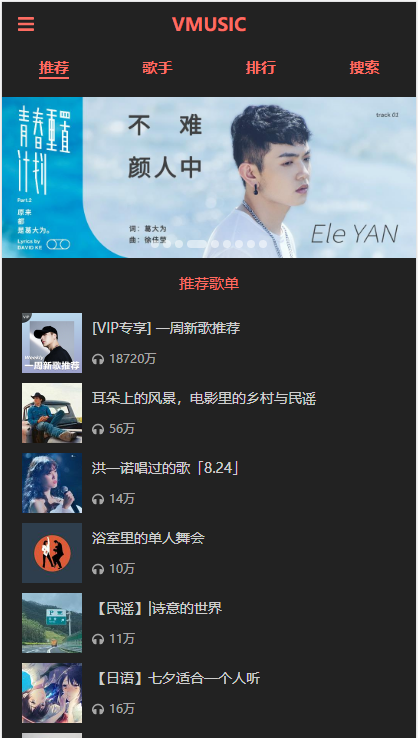 VMUSIC
推荐 歌手 排行 搜索
青春重置
计划
Part.2
原来
都
是葛大为。
Lyrics by
DAVID KE
不 难
颜人中
词：葛大为
曲：徐佳莹
track 03
Ele YAN
推荐歌单
VIP
Weekly
一周新歌推荐
[VIP专享] 一周新歌推荐
18720万
耳朵上的风景，电影里的乡村与民谣
56万
洪一诺唱过的歌「8.24」
14万
浴室里的单人舞会
10万
【民谣】|诗意的世界
11万
【日语】七夕适合一个人听
16万